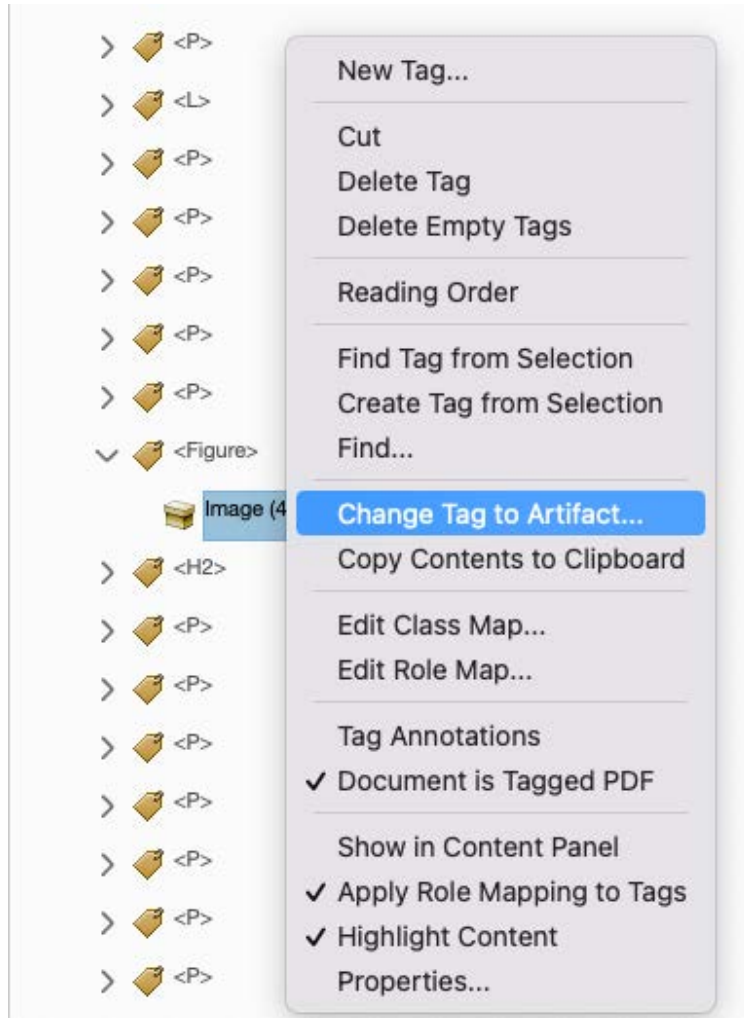 <P>
<L>
<P>
<P>
<P>
<P>
<P>
<Figure>
Image (4
<H2>
<P>
<P>
<P>
<P>
<P>
<P>
<P>
New Tag...
Cut
Delete Tag
Delete Empty Tags
Reading Order
Find Tag from Selection
Create Tag from Selection
Find...
Change Tag to Artifact...
Copy Contents to Clipboard
Edit Class Map...
Edit Role Map...
Tag Annotations
✓ Document is Tagged PDF
Show in Content Panel
✓ Apply Role Mapping to Tags
✓ Highlight Content
Properties...